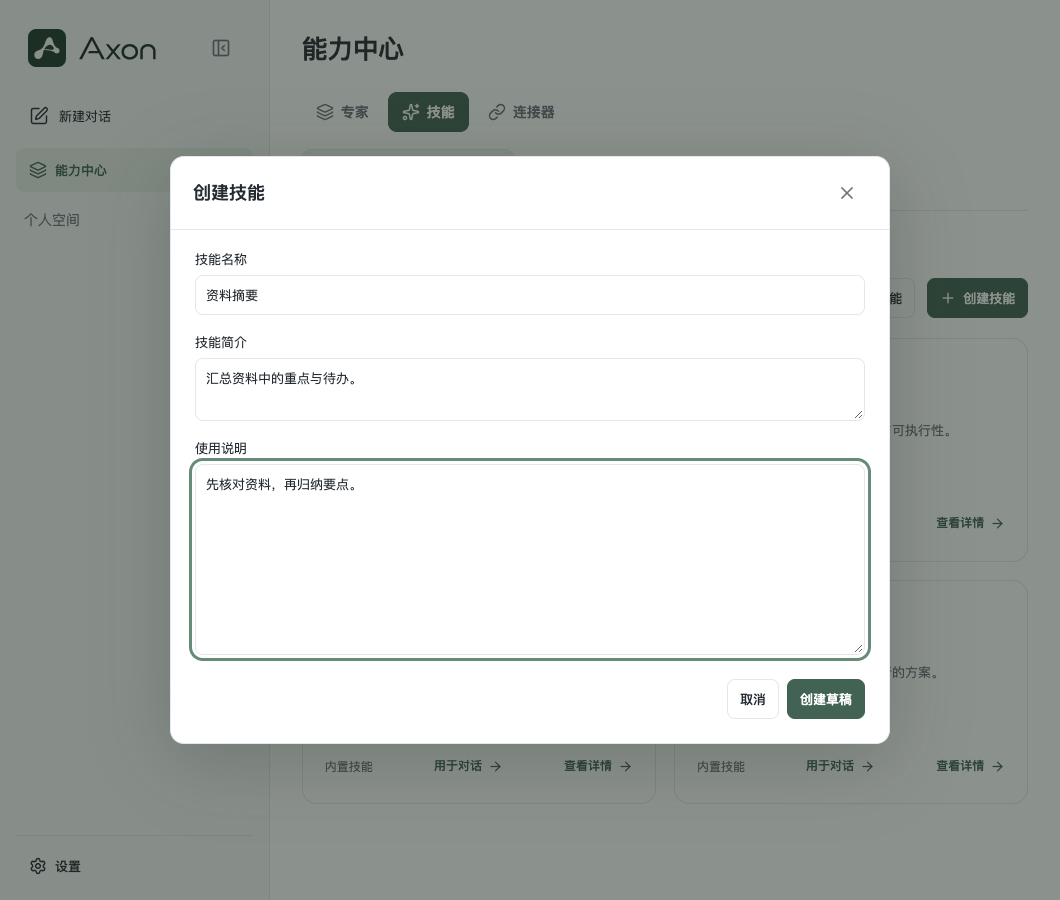 Axon
能力中心
新建对话
专家
技能
连接器
能力中心
个人空间
创建技能
技能名称
资料摘要
能
创建技能
技能简介
汇总资料中的重点与待办。
可执行性。
使用说明
先核对资料，再归纳要点。
查看详情
的方案。
取消
创建草稿
内置技能
用于对话
查看详情
内置技能
用于对话
查看详情
设置